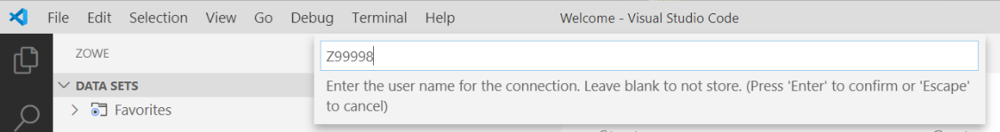 File Edit Selection View Go Debug Terminal Help Welcome - Visual Studio Code
ZOWE
Z99998
DATA SETS
Enter the user name for the connection. Leave blank to not store. (Press 'Enter' to confirm or 'Escape'
to cancel)
Favorites